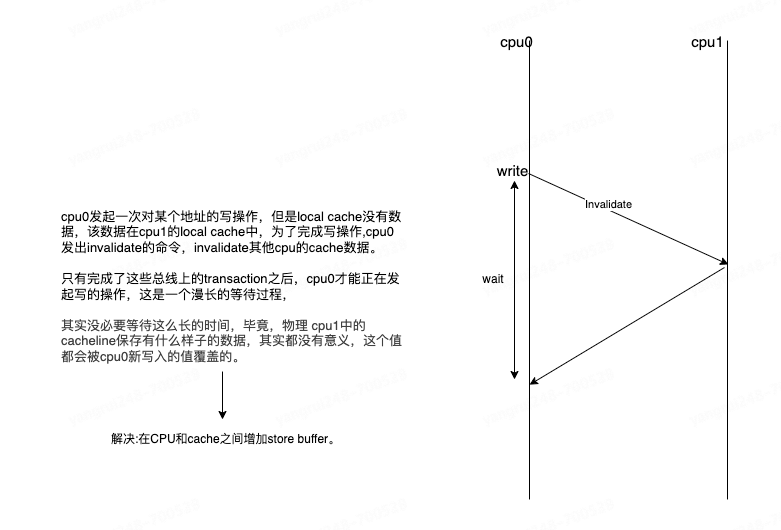 cpu0
cpu1
write
Invalidate
wait
cpu0发起一次对某个地址的写操作，但是local cache没有数
据，该数据在cpu1的local cache中，为了完成写操作,cpu0
发出invalidate的命令，invalidate其他cpu的cache数据。
只有完成了这些总线上的transaction之后，cpu0才能正在发
起写的操作，这是一个漫长的等待过程，
其实没必要等待这么长的时间，毕竟，物理 cpu1中的
cacheline保存有什么样子的数据，其实都没有意义，这个值
都会被cpu0新写入的值覆盖的。
解决:在CPU和cache之间增加store buffer。